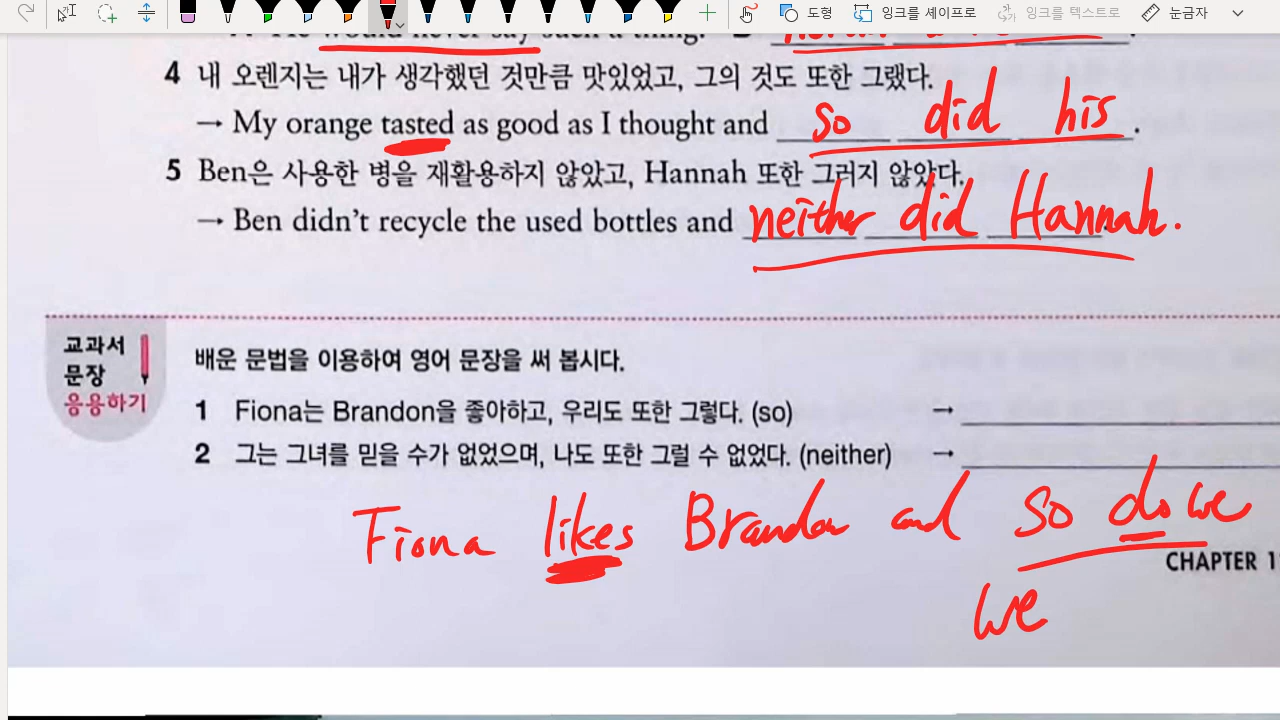 도형 잉크를 셰이프로 잉크를 텍스트로 눈금자
would never say such a thing.
4 내 오렌지는 내가 생각했던 것만큼 맛있었고, 그의 것도 또한 그랬다.
→ My orange tasted as good as I thought and so did his.
5 Ben은 사용한 병을 재활용하지 않았고, Hannah 또한 그러지 않았다.
→ Ben didn't recycle the used bottles and neither did Hannah.
교과서
문장
응용하기
배운 문법을 이용하여 영어 문장을 써 봅시다.
1 Fiona는 Brandon을 좋아하고, 우리도 또한 그렇다. (so) →
2 그는 그녀를 믿을 수가 없었으며, 나도 또한 그럴 수 없었다. (neither) →
Fiona likes Brandon and so do we
CHAPTER 1
we